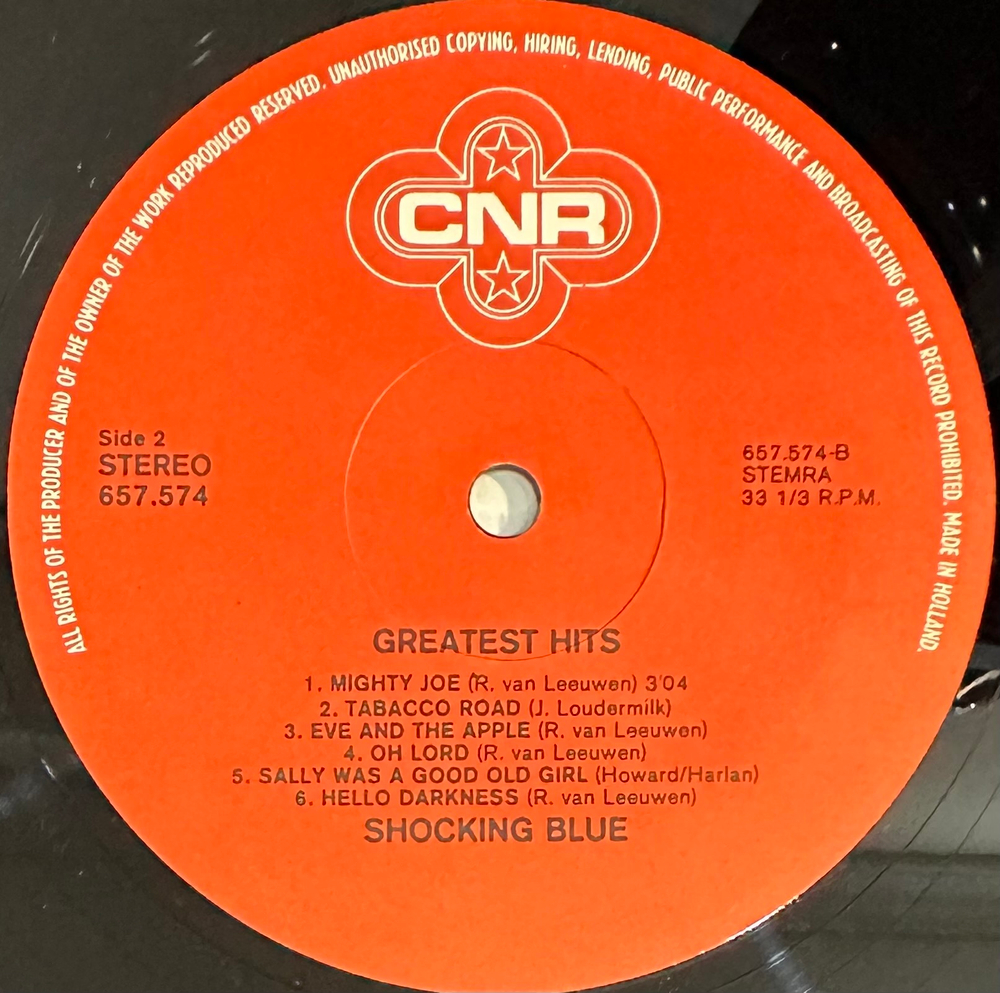 ALL RIGHTS OF THE PRODUCER AND OF THE OWNER OF THE WORK REPRODUCED RESERVED. UNAUTHORISED COPYING, HIRING, LENDING, PUBLIC PERFORMANCE AND BROADCASTING OF THIS RECORD PROHIBITED. MADE IN HOLLAND.
CNR
Side 2
STEREO
657.574
657.574-B
STEMRA
33 1/3 R.P.M.
GREATEST HITS
1. MIGHTY JOE (R. van Leeuwen) 3'04
2. TABACCO ROAD (J. Loudermilk)
3. EVE AND THE APPLE (R. van Leeuwen)
4. OH LORD (R. van Leeuwen)
5. SALLY WAS A GOOD OLD GIRL (Howard/Harlan)
6. HELLO DARKNESS (R. van Leeuwen)
SHOCKING BLUE